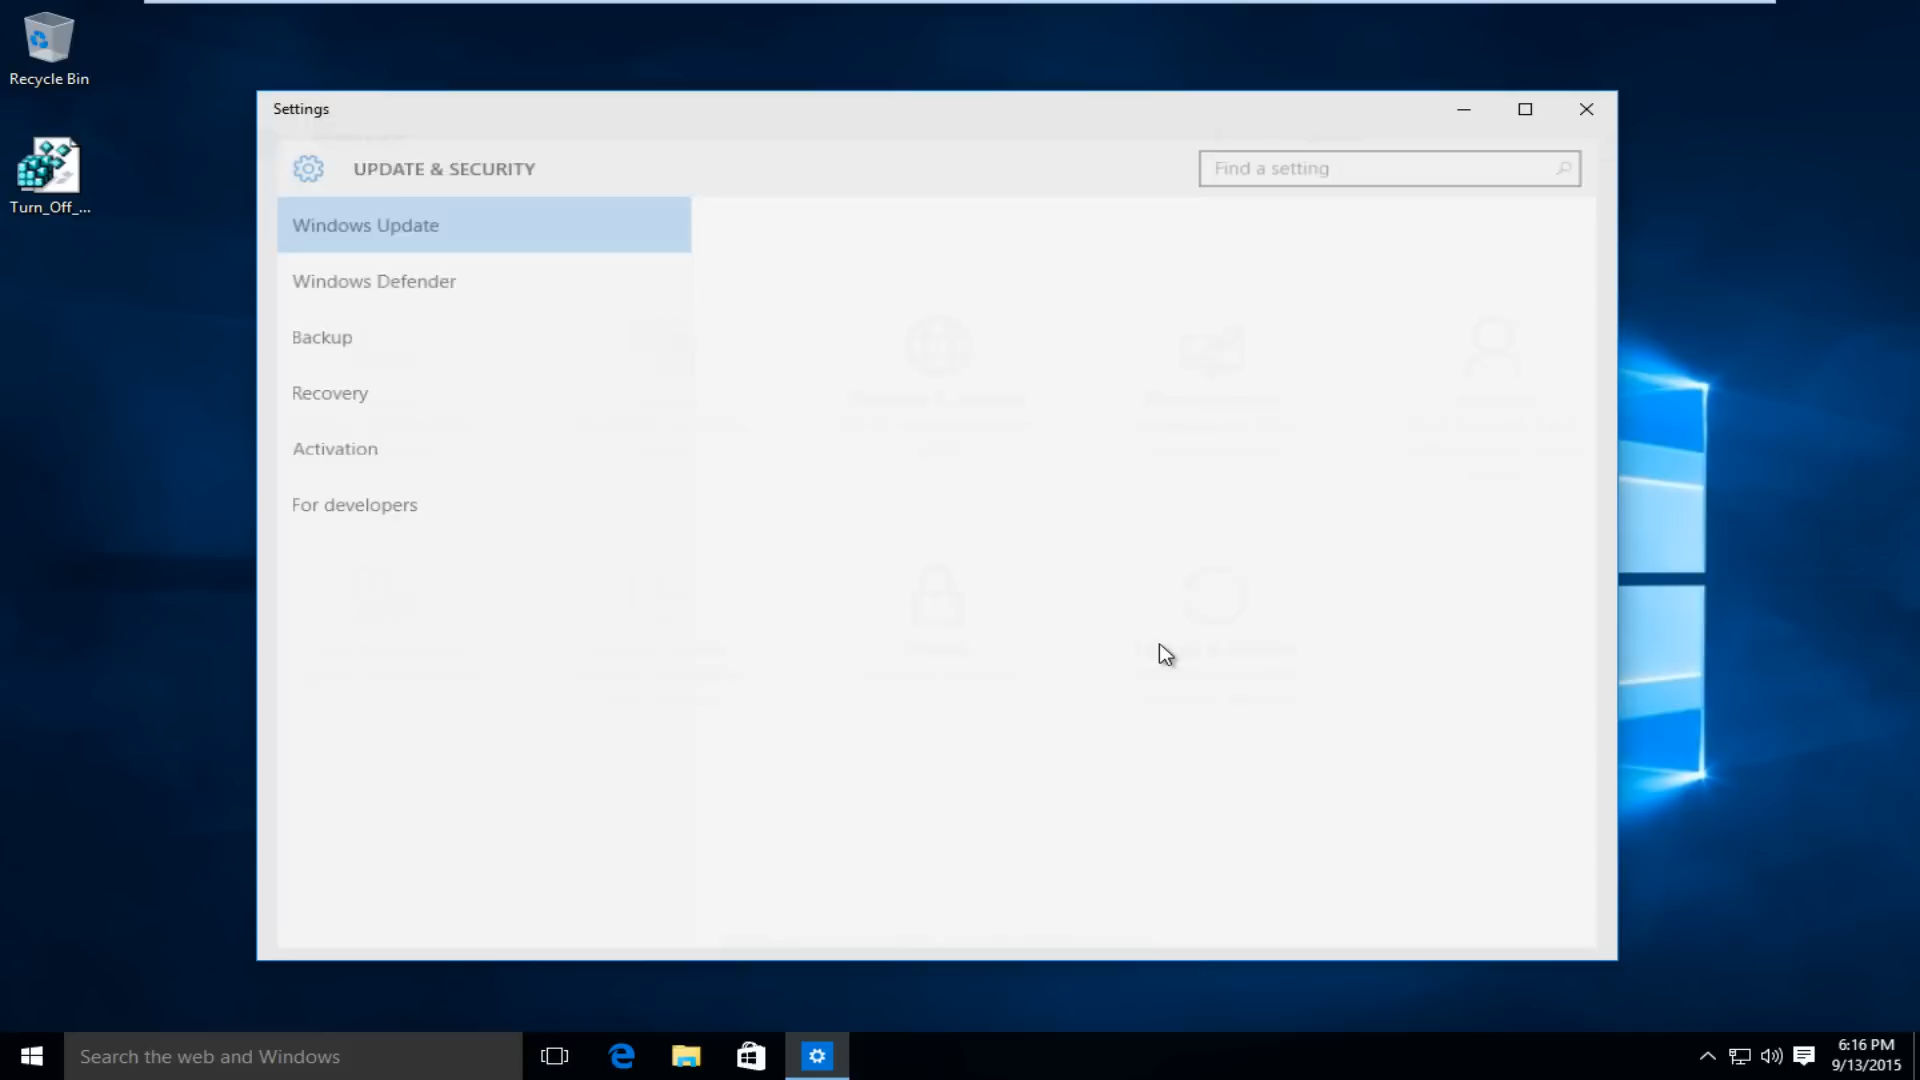 Recycle Bin
Turn_Off_...
Settings
UPDATE & SECURITY
Find a setting
Windows Update
Windows Defender
Backup
Recovery
Activation
For developers
Search the web and Windows
6:16 PM
9/13/2015